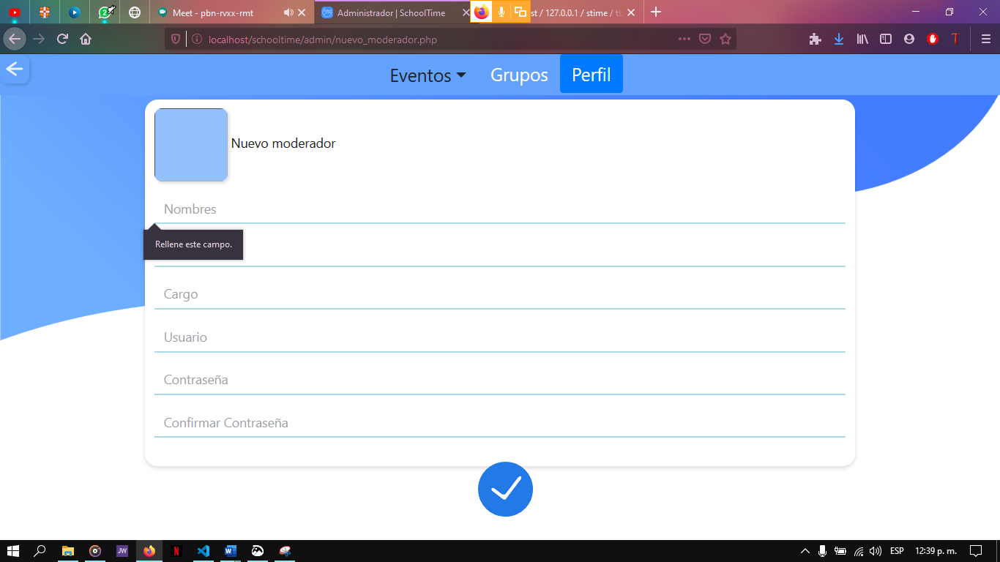 Meet - pbn-rvxx-rmt
Administrador | SchoolTime
st / 127.0.0.1 / stime / tb
localhost/schooltime/admin/nuevo_moderador.php
Eventos
Grupos
Perfil
Nuevo moderador
Nombres
Rellene este campo.
Cargo
Usuario
Contraseña
Confirmar Contraseña
JW
ESP
12:39 p. m.